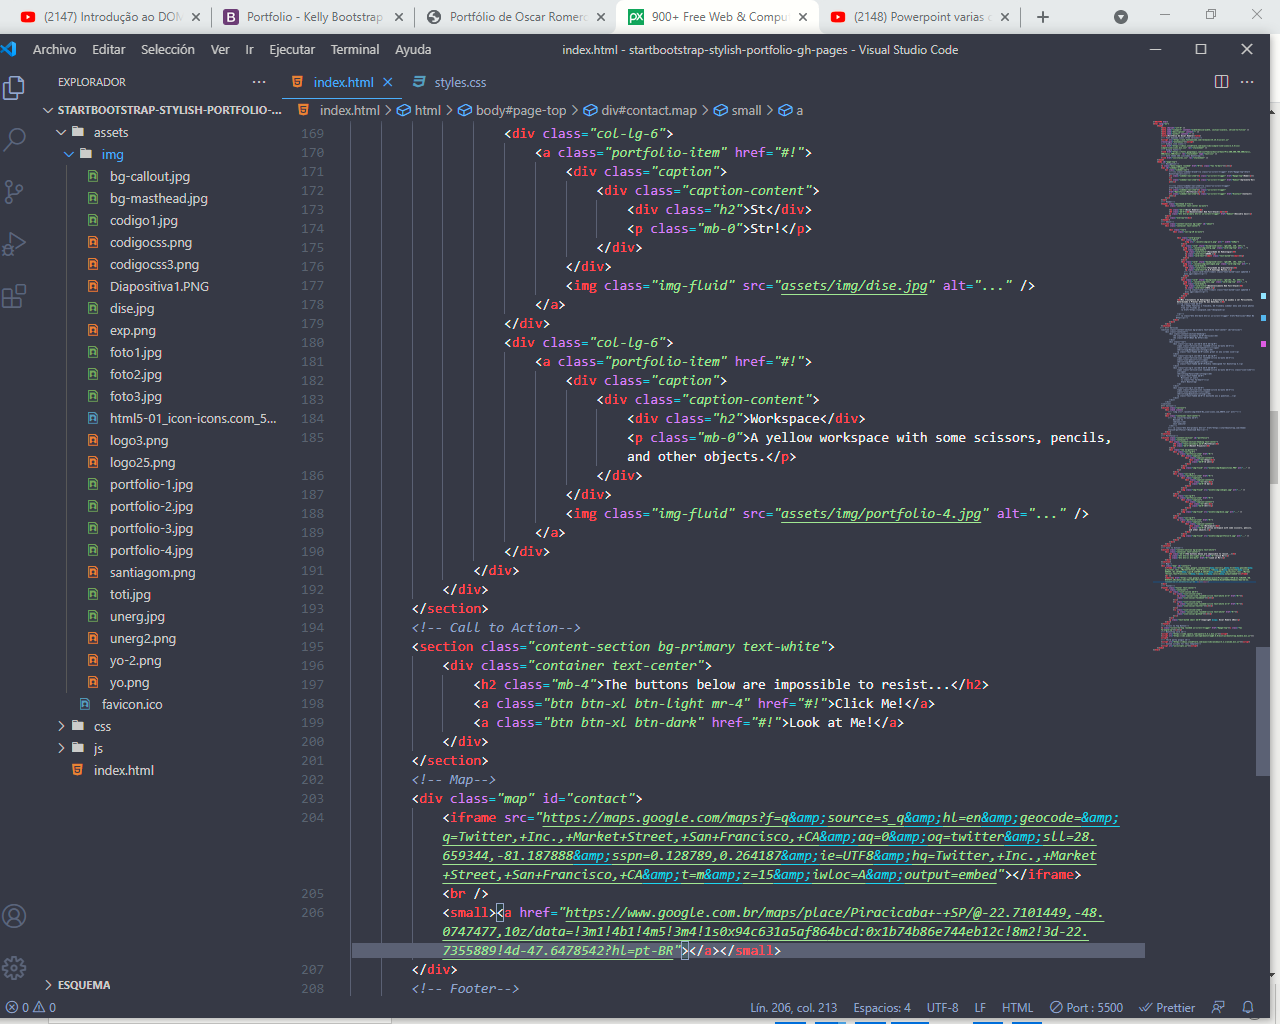 (2147) Introdução ao DOM
Portfolio - Kelly Bootstrap
Portfólio de Oscar Romero
900+ Free Web & Compu
(2148) Powerpoint varias
Archivo Editar Selección Ver Ir Ejecutar Terminal Ayuda
index.html - startbootstrap-stylish-portfolio-gh-pages - Visual Studio Code
EXPLORADOR
STARTBOOTSTRAP-STYLISH-PORTFOLIO-...
assets
img
bg-callout.jpg
bg-masthead.jpg
codigo1.jpg
codigocss.png
codigocss3.png
Diapositiva1.PNG
dise.jpg
exp.png
foto1.jpg
foto2.jpg
foto3.jpg
html5-01_icon-icons.com_5...
logo3.png
logo25.png
portfolio-1.jpg
portfolio-2.jpg
portfolio-3.jpg
portfolio-4.jpg
santiagom.png
toti.jpg
unerg.jpg
unerg2.png
yo-2.png
yo.png
favicon.ico
css
js
index.html
ESQUEMA
index.html
styles.css
index.html > html > body#page-top > div#contact.map > small > a
169 <div class="col-lg-6">
170 <a class="portfolio-item" href="#!">
171 <div class="caption">
172 <div class="caption-content">
173 <div class="h2">St</div>
174 <p class="mb-0">Str!</p>
175 </div>
176 </div>
177 <img class="img-fluid" src="assets/img/dise.jpg" alt="..." />
178 </a>
179 </div>
180 <div class="col-lg-6">
181 <a class="portfolio-item" href="#!">
182 <div class="caption">
183 <div class="caption-content">
184 <div class="h2">Workspace</div>
185 <p class="mb-0">A yellow workspace with some scissors, pencils,
and other objects.</p>
186 </div>
187 </div>
188 <img class="img-fluid" src="assets/img/portfolio-4.jpg" alt="..." />
189 </a>
190 </div>
191 </div>
192 </div>
193 </section>
194 <!-- Call to Action-->
195 <section class="content-section bg-primary text-white">
196 <div class="container text-center">
197 <h2 class="mb-4">The buttons below are impossible to resist...</h2>
198 <a class="btn btn-xl btn-light mr-4" href="#!">Click Me!</a>
199 <a class="btn btn-xl btn-dark" href="#!">Look at Me!</a>
200 </div>
201 </section>
202 <!-- Map-->
203 <div class="map" id="contact">
204 <iframe src="https://maps.google.com/maps?f=q&amp;source=s_q&amp;hl=en&amp;geocode=&amp;
q=Twitter,+Inc.,+Market+Street,+San+Francisco,+CA&amp;aq=0&amp;oq=twitter&amp;sll=28.
659344,-81.187888&amp;sspn=0.128789,0.264187&amp;ie=UTF8&amp;hq=Twitter,+Inc.,+Market
+Street,+San+Francisco,+CA&amp;t=m&amp;z=15&amp;iwloc=A&amp;output=embed"></iframe>
205 <br />
206 <small><a href="https://www.google.com.br/maps/place/Piracicaba+-+SP/@-22.7101449,-48.
0747477,10z/data=!3m1!4b1!4m5!3m4!1s0x94c631a5af864bcd:0x1b74b86e744eb12c!8m2!3d-22.
7355889!4d-47.6478542?hl=pt-BR"></a></small>
207 </div>
208 <!-- Footer-->
0 0
Lín. 206, col. 213 Espacios: 4 UTF-8 LF HTML Port : 5500 Prettier